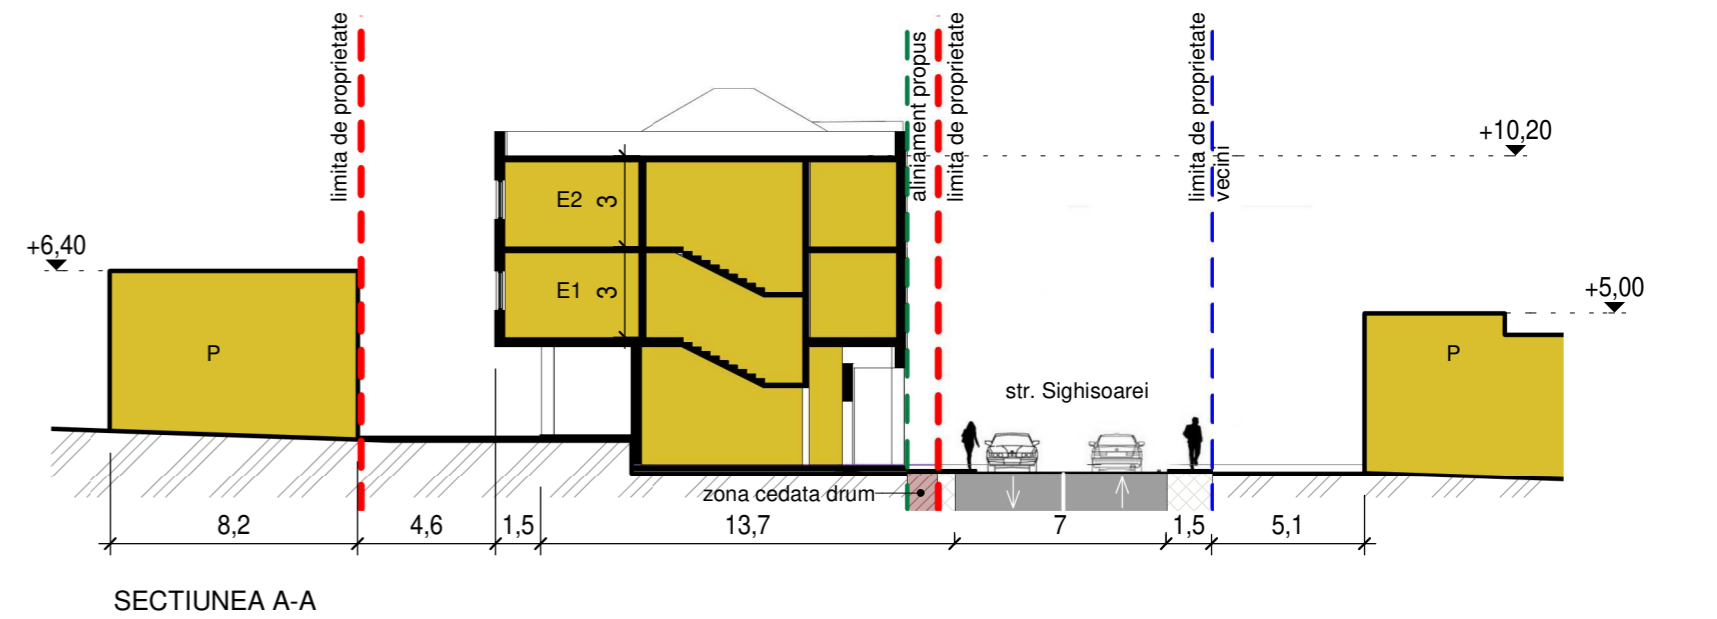 limita de proprietate
aliniament propus
limita de proprietate
limita de proprietate
vecini
+10,20
+6,40
+5,00
E2
3
E1
3
P
P
str. Sighisoarei
zona cedata drum
8,2
4,6
1,5
13,7
7
1,5
5,1
SECTIUNEA A-A